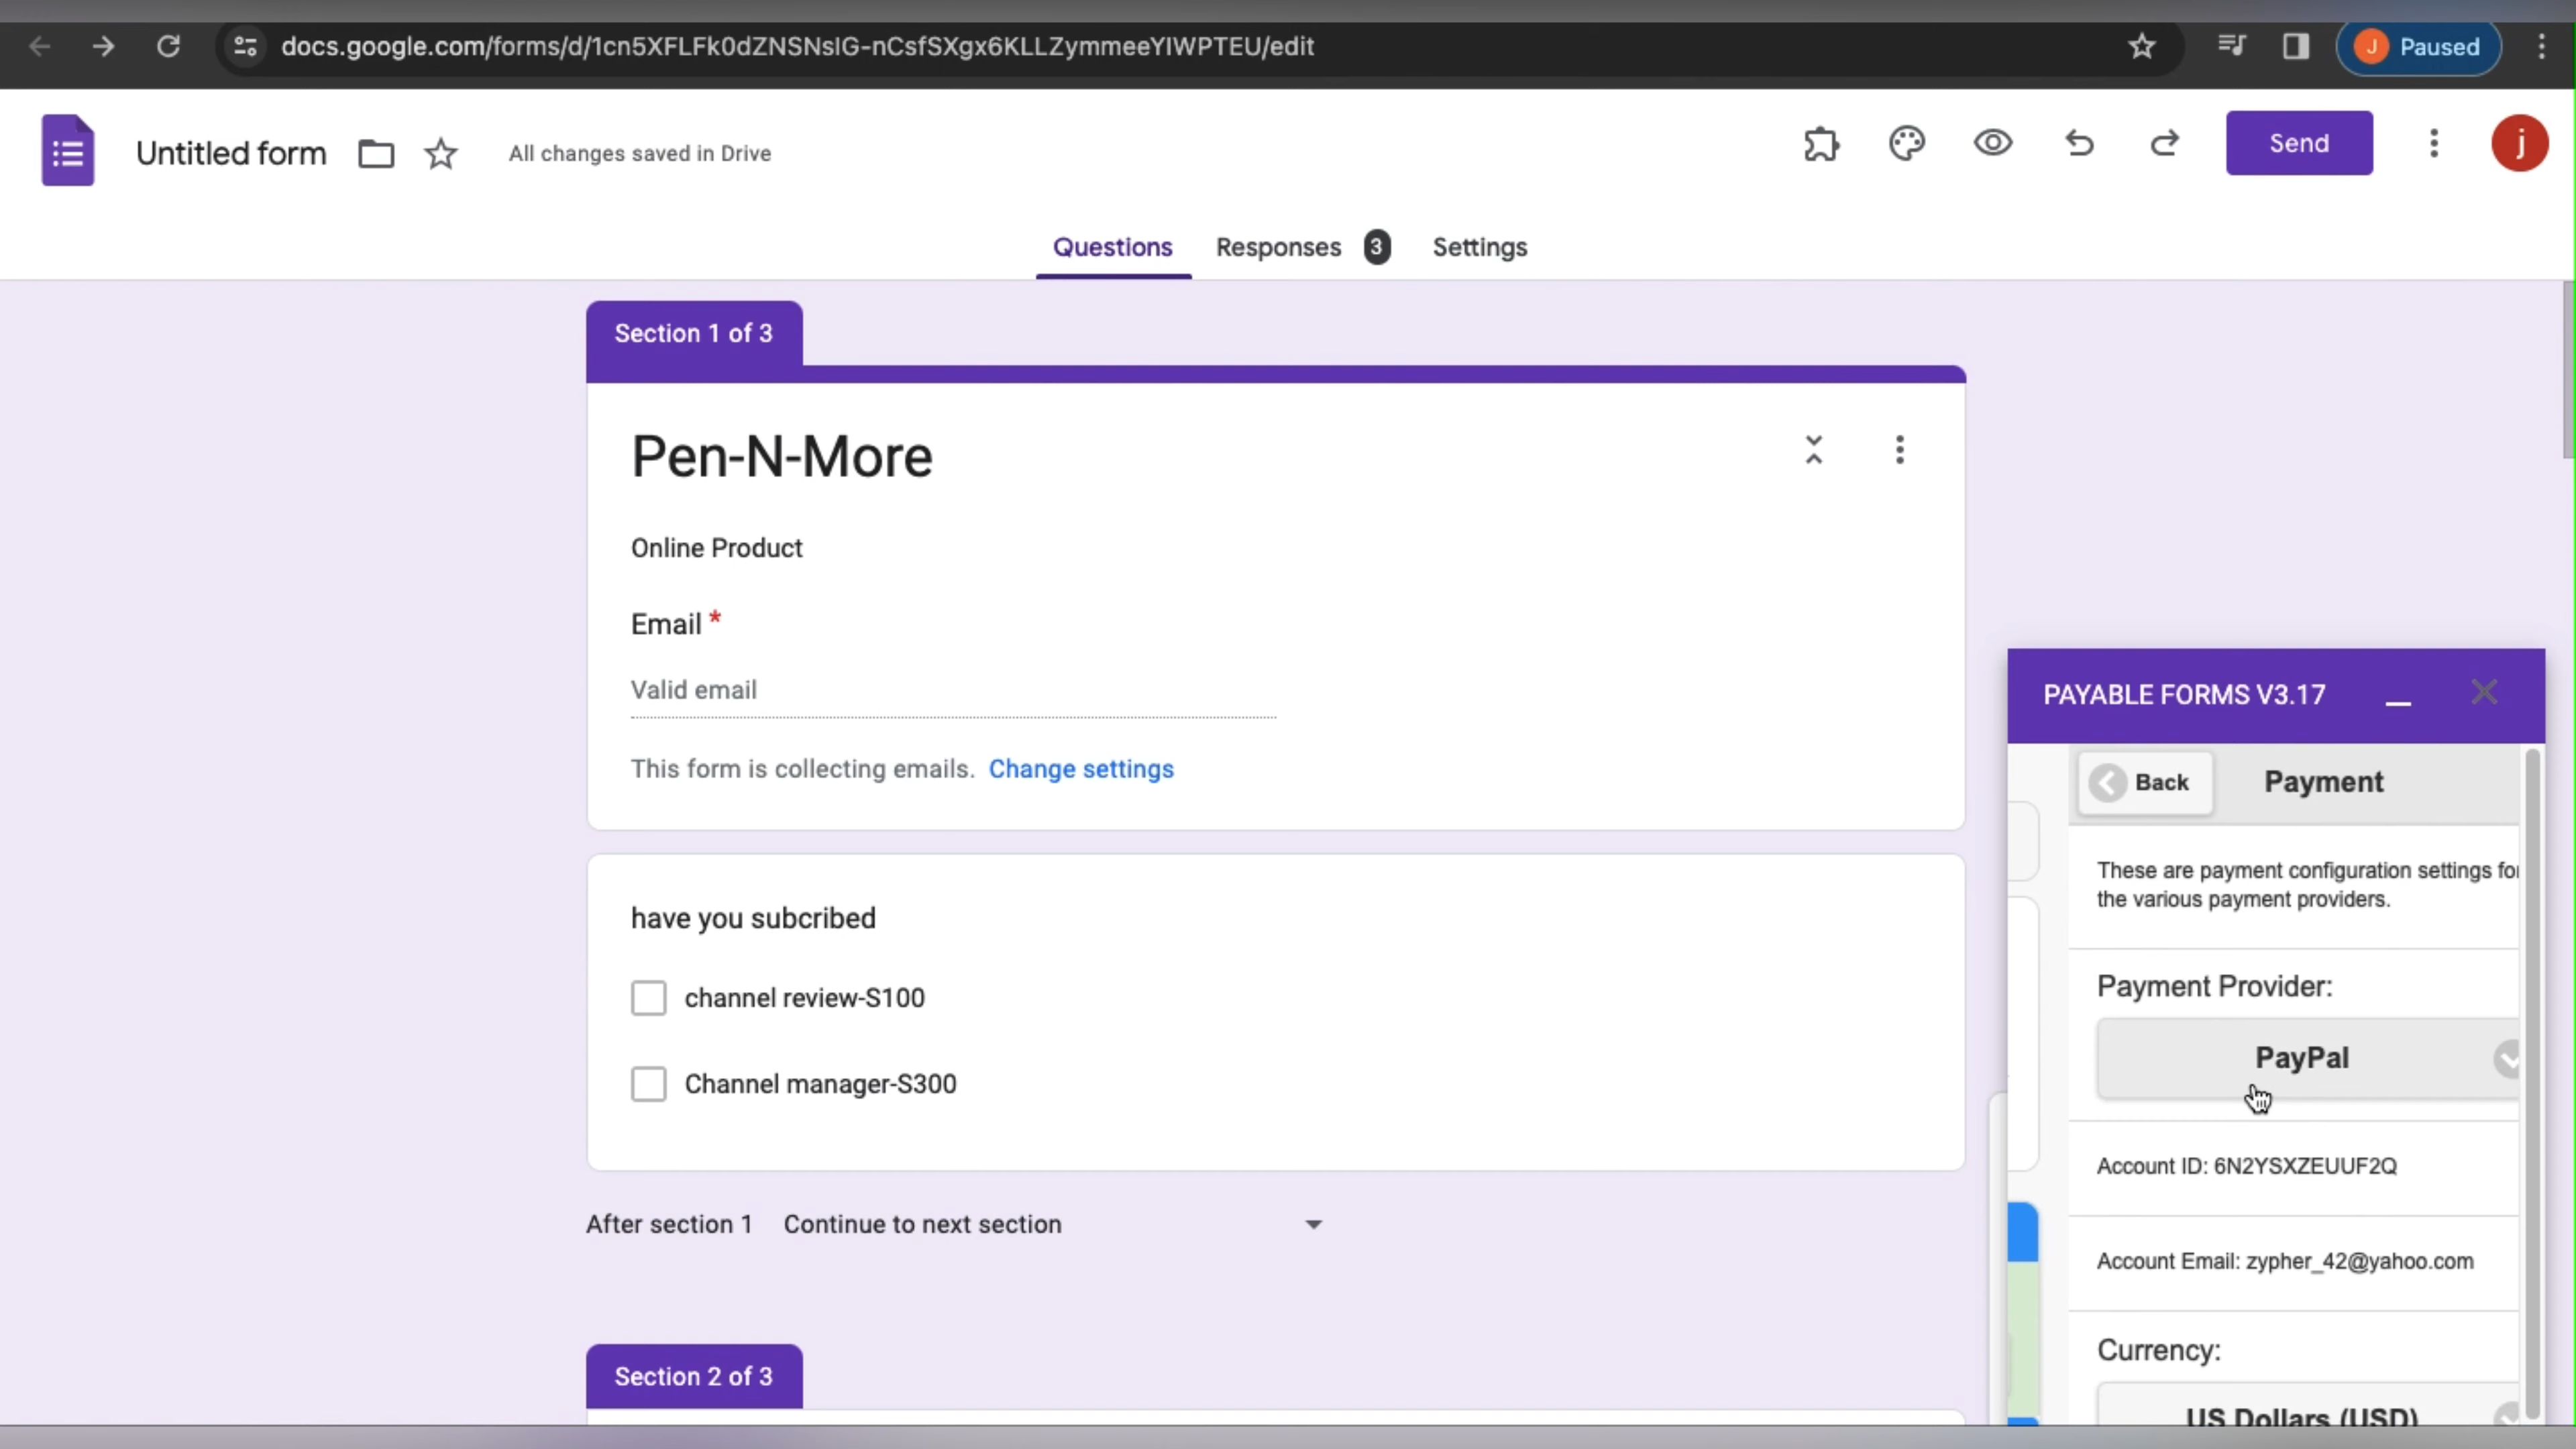 docs.google.com/forms/d/1cn5XFLFk0dZNSNsIG-nCsfSXgx6KLLZymmeeYIWPTEU/edit
J Paused
Untitled form
All changes saved in Drive
Send
j
Questions
Responses 3
Settings
Section 1 of 3
Pen-N-More
Online Product
Email *
Valid email
This form is collecting emails. Change settings
have you subcribed
channel review-S100
Channel manager-S300
After section 1 Continue to next section
Section 2 of 3
PAYABLE FORMS V3.17
Back
Payment
These are payment configuration settings for
the various payment providers.
Payment Provider:
PayPal
Account ID: 6N2YSXZEUUF2Q
Account Email: zypher_42@yahoo.com
Currency:
US Dollars (USD)